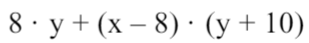 8 · y + (x – 8) · (y + 10)